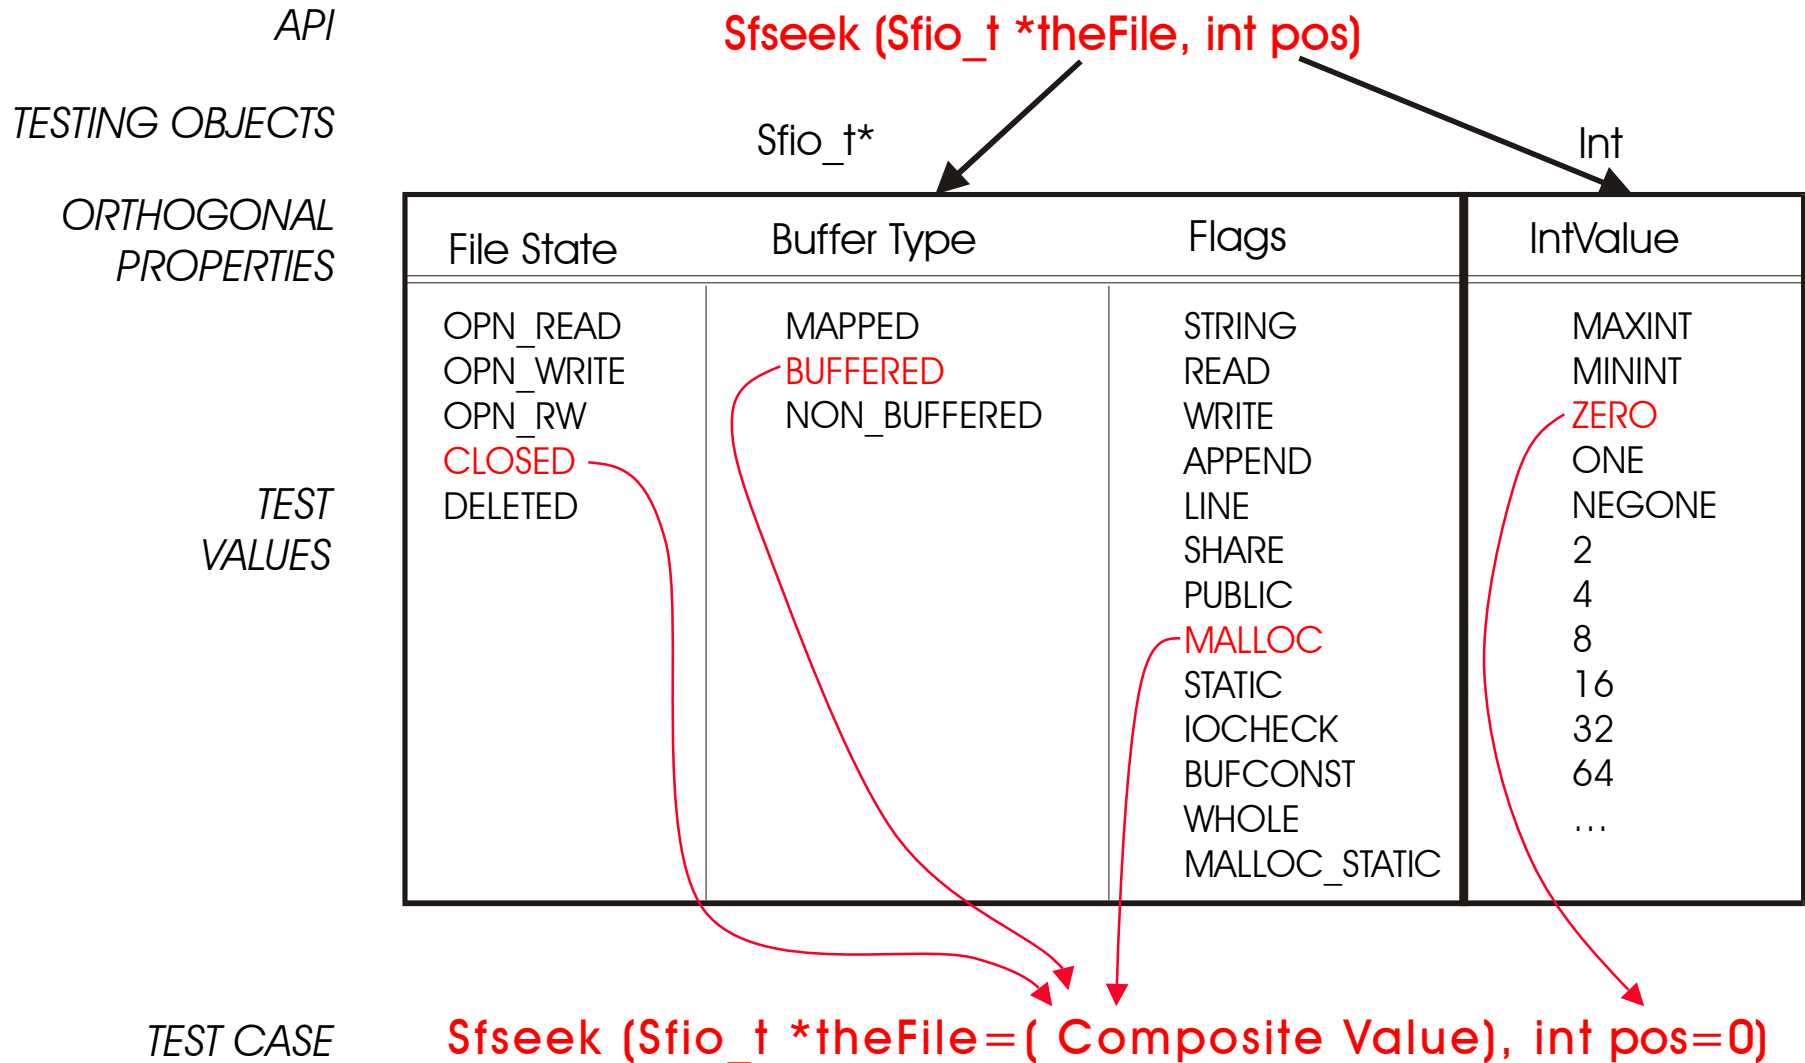 API
Sfseek (Sfio_t *theFile, int pos)
TESTING OBJECTS
Sfio_t*
Int
ORTHOGONAL
PROPERTIES
File State
Buffer Type
Flags
IntValue
OPN_READ
OPN_WRITE
OPN_RW
CLOSED
DELETED
MAPPED
BUFFERED
NON_BUFFERED
STRING
READ
WRITE
APPEND
LINE
SHARE
PUBLIC
MALLOC
STATIC
IOCHECK
BUFCONST
WHOLE
MALLOC_STATIC
MAXINT
MININT
ZERO
ONE
NEGONE
2
4
8
16
32
64
...
TEST
VALUES
TEST CASE
Sfseek (Sfio_t *theFile=( Composite Value), int pos=0)